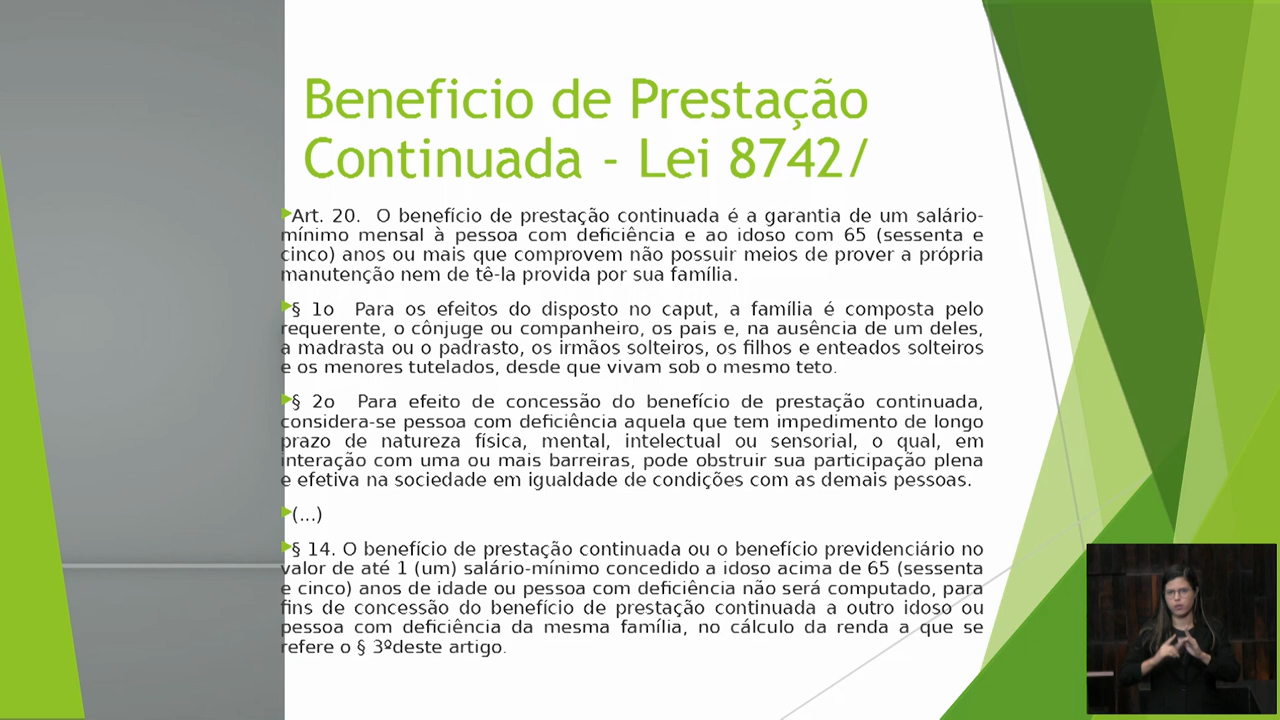 Beneficio de Prestação
Continuada - Lei 8742/
Art. 20. O benefício de prestação continuada é a garantia de um salário-
mínimo mensal à pessoa com deficiência e ao idoso com 65 (sessenta e
cinco) anos ou mais que comprovem não possuir meios de prover a própria
manutenção nem de tê-la provida por sua família.
§ 1o Para os efeitos do disposto no caput, a família é composta pelo
requerente, o cônjuge ou companheiro, os pais e, na ausência de um deles,
a madrasta ou o padrasto, os irmãos solteiros, os filhos e enteados solteiros
e os menores tutelados, desde que vivam sob o mesmo teto.
§ 2o Para efeito de concessão do benefício de prestação continuada,
considera-se pessoa com deficiência aquela que tem impedimento de longo
prazo de natureza física, mental, intelectual ou sensorial, o qual, em
interação com uma ou mais barreiras, pode obstruir sua participação plena
e efetiva na sociedade em igualdade de condições com as demais pessoas.
(...)
§ 14. O benefício de prestação continuada ou o benefício previdenciário no
valor de até 1 (um) salário-mínimo concedido a idoso acima de 65 (sessenta
e cinco) anos de idade ou pessoa com deficiência não será computado, para
fins de concessão do benefício de prestação continuada a outro idoso ou
pessoa com deficiência da mesma família, no cálculo da renda a que se
refere o § 3ºdeste artigo.